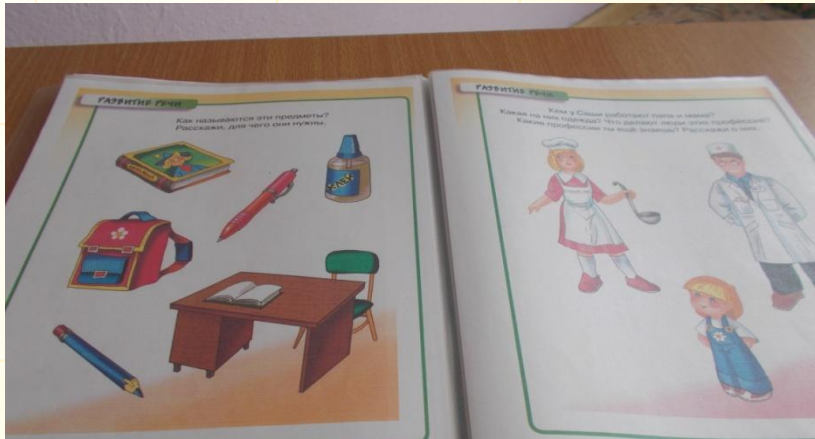 РАЗВИТИЕ РЕЧИ
Как называются эти предметы?
Расскажи, для чего они нужны.
КЛЕЙ
РАЗВИТИЕ РЕЧИ
Кем у Саши работают папа и мама?
Какая на них одежда? Что делают люди этих профессий?
Какие профессии ты ещё знаешь? Расскажи о них.